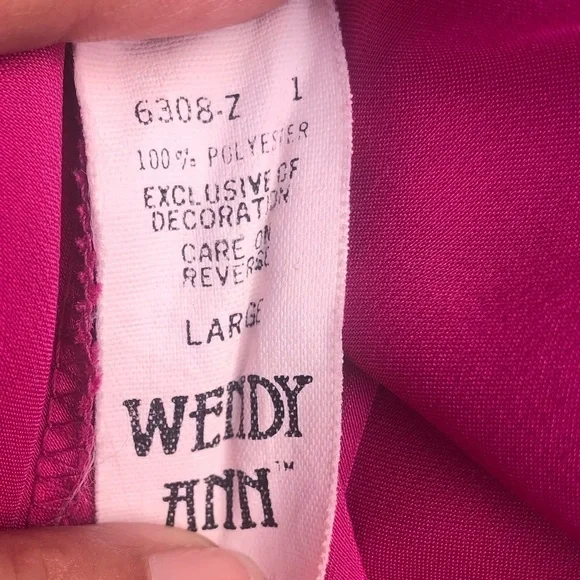 6308-Z 1
100% POLYESTER
EXCLUSIVE OF
DECORATION
CARE ON
REVERSE
LARGE
WENDY
ANN™